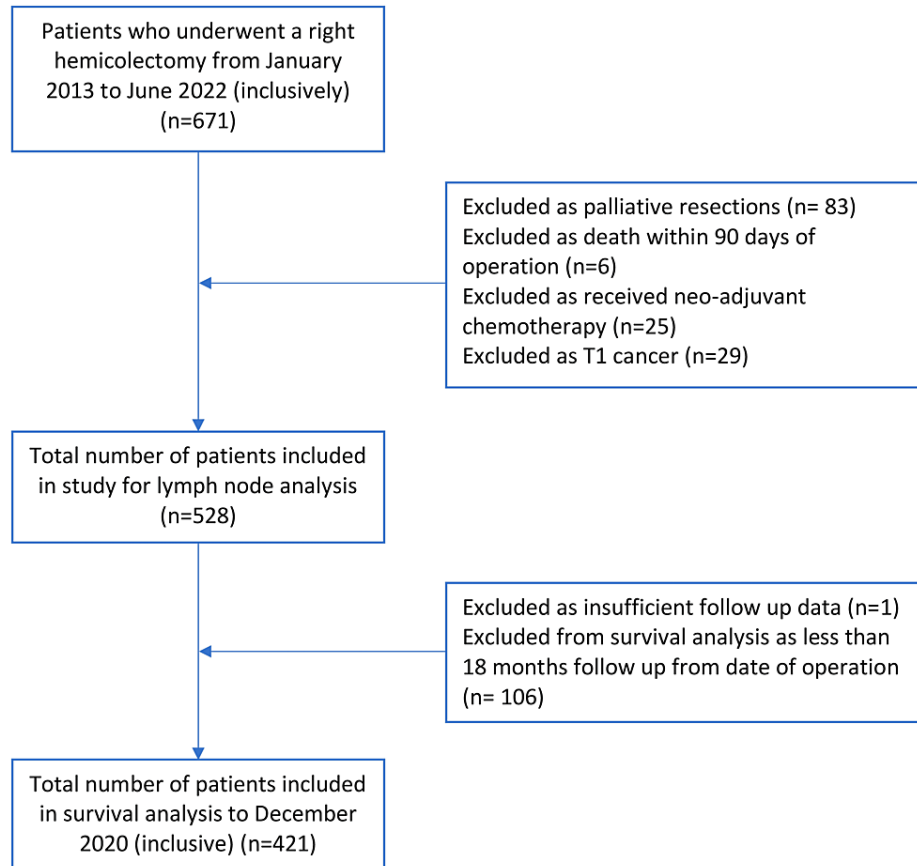 Patients who underwent a right
hemicolectomy from January
2013 to June 2022 (inclusively)
(n=671)
Excluded as palliative resections (n= 83)
Excluded as death within 90 days of
operation (n=6)
Excluded as received neo-adjuvant
chemotherapy (n=25)
Excluded as T1 cancer (n=29)
Total number of patients included
in study for lymph node analysis
(n=528)
Excluded as insufficient follow up data (n=1)
Excluded from survival analysis as less than
18 months follow up from date of operation
(n= 106)
Total number of patients included
in survival analysis to December
2020 (inclusive) (n=421)